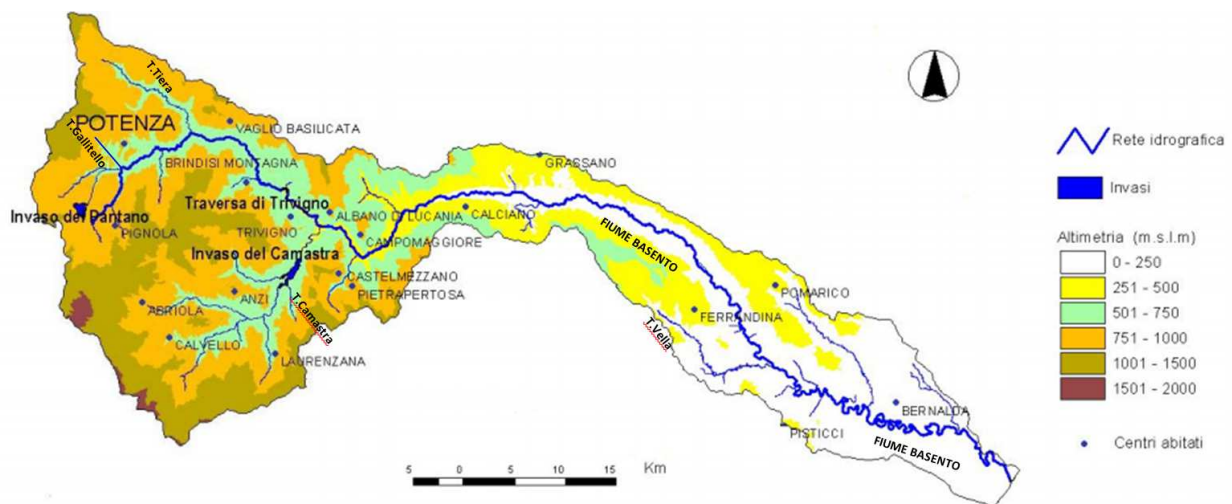 T.Tiera
POTENZA
T.Gallitello
VAGLIO BASILICATA
BRINDISI MONTAGNA
Traversa di Trivigno
Invaso del Pantano
PIGNOLA
TRIVIGNO
ALBANO DI LUCANIA
CALCIANO
GRASSANO
CAMPOMAGGIORE
Invaso del Camastra
CASTELMEZZANO
PIETRAPERTOSA
ANZI
ABRIOLA
T.Camastra
CALVELLO
LAURENZANA
FIUME BASENTO
POMARICO
FERRANDINA
T.Vella
BERNALDA
PISTICCI
FIUME BASENTO
Rete idrografica
Invasi
Altimetria (m.s.l.m)
0 - 250
251 - 500
501 - 750
751 - 1000
1001 - 1500
1501 - 2000
Centri abitati
5 0 5 10 15 Km